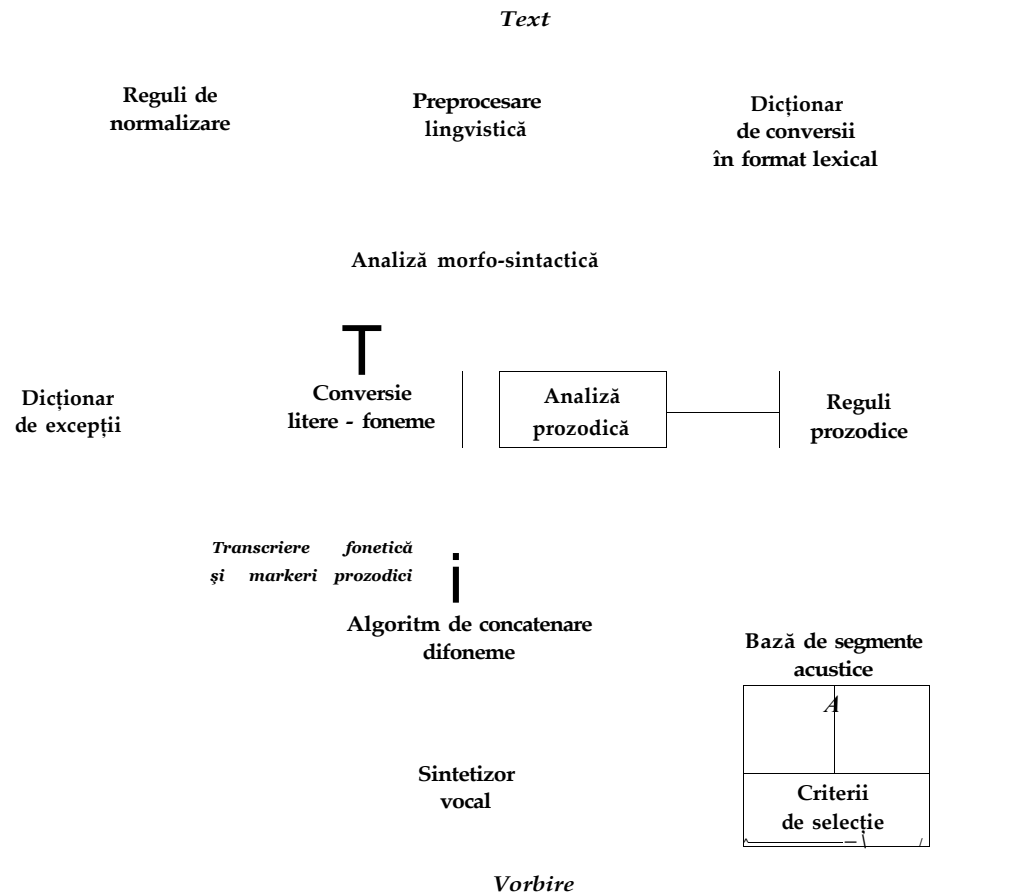 Text
Reguli de
normalizare
Preprocesare
lingvistică
Dicționar
de conversii
în format lexical
Analiză morfo-sintactică
T
Dicționar
de excepții
Conversie
litere - foneme
Analiză
prozodică
Reguli
prozodice
Transcriere fonetică
și markeri prozodici
i
Algoritm de concatenare
difoneme
Bază de segmente
acustice
A
Sintetizor
vocal
Criterii
de selecție
Vorbire